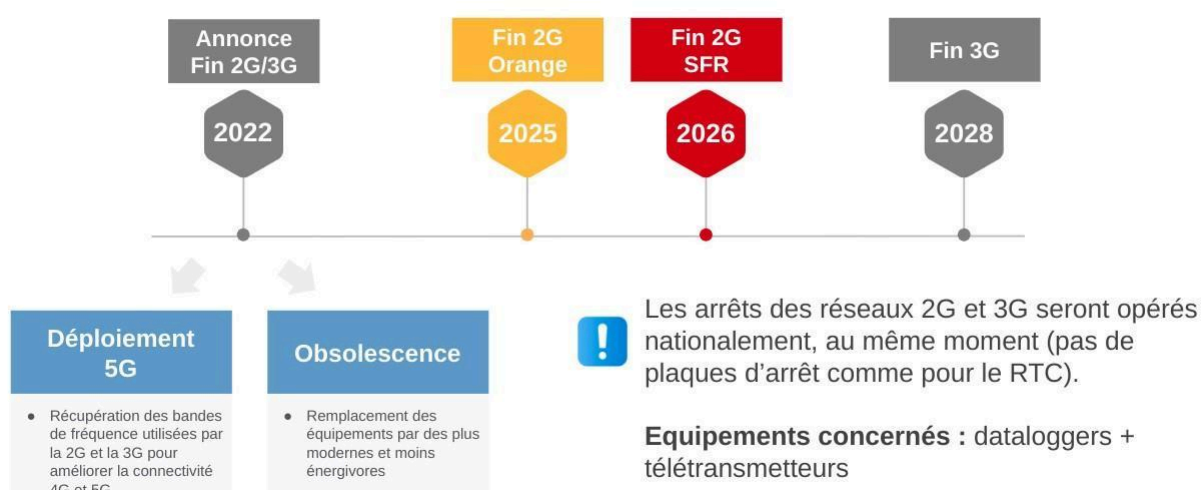 Annonce
Fin 2G/3G
Fin 2G
Orange
Fin 2G
SFR
Fin 3G
2022
2025
2026
2028
Déploiement
5G
Obsolescence
● Récupération des bandes
de fréquence utilisées par
la 2G et la 3G pour
améliorer la connectivité
4G et 5G
● Remplacement des
équipements par des plus
modernes et moins
énergivores
!
Les arrêts des réseaux 2G et 3G seront opérés
nationalement, au même moment (pas de
plaques d’arrêt comme pour le RTC).
Equipements concernés : dataloggers +
télétransmetteurs